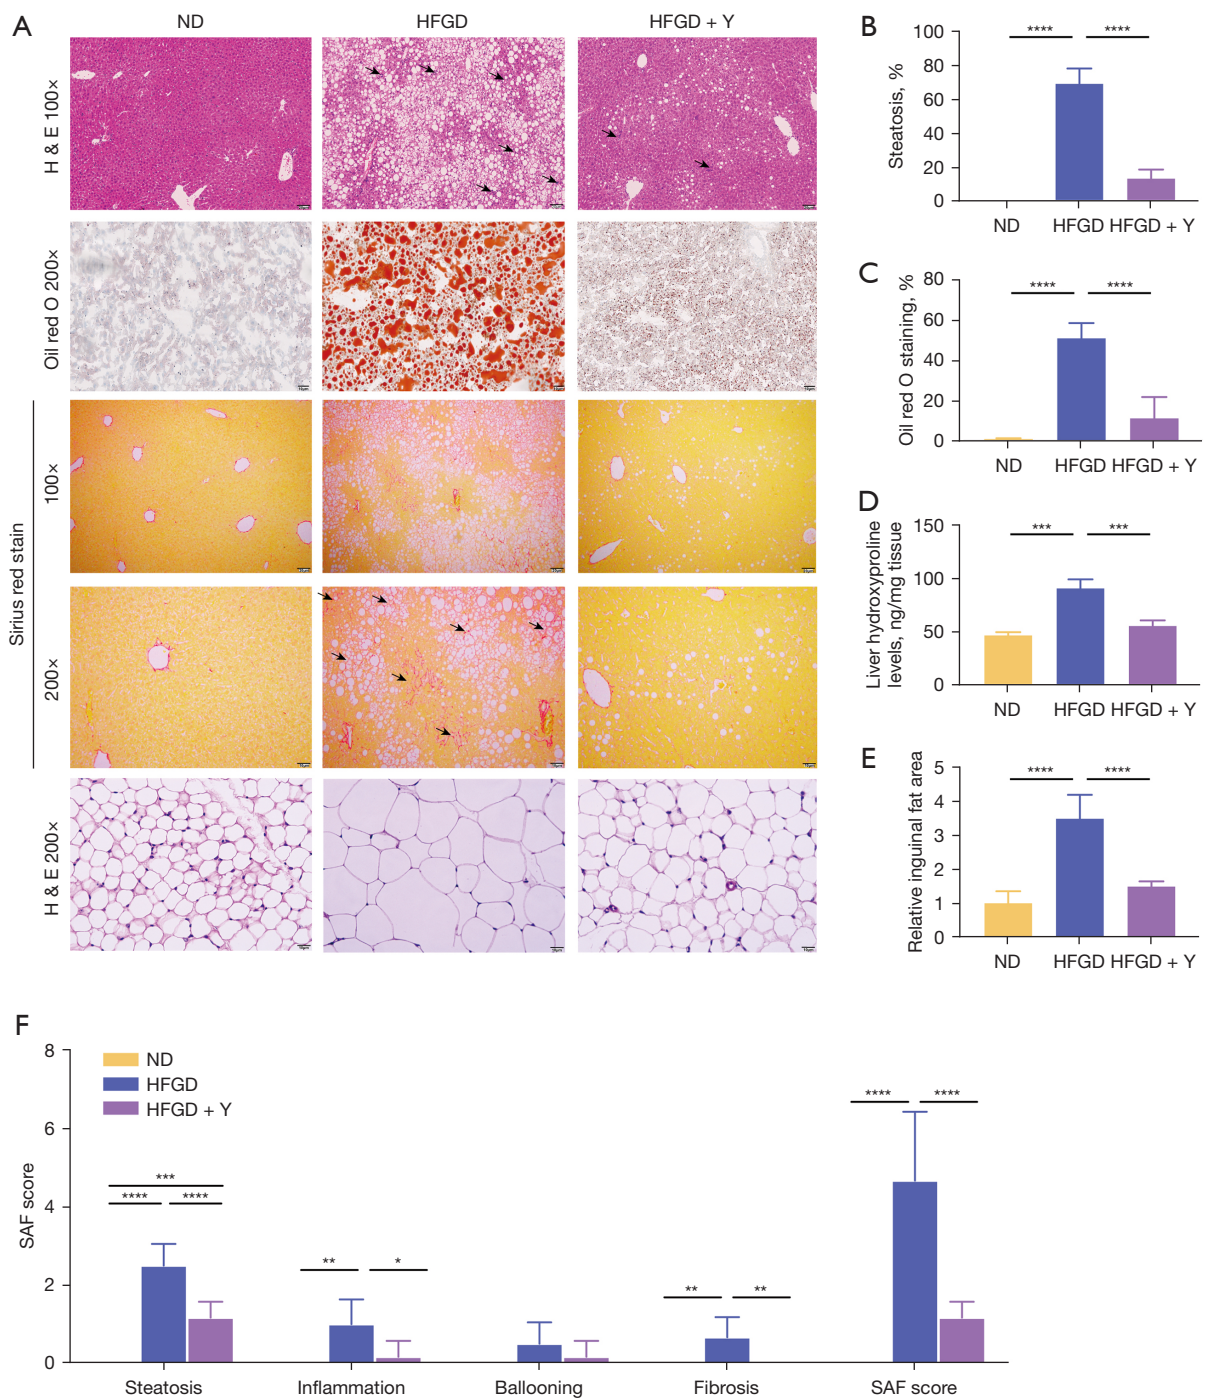 A
ND
HFGD
HFGD + Y
H & E 100×
Oil red O 200×
Sirius red stain
100×
200×
H & E 200×
B
Steatosis, %
100
80
60
40
20
0
****
****
ND
HFGD
HFGD + Y
C
Oil red O staining, %
80
60
40
20
0
****
****
ND
HFGD
HFGD + Y
D
Liver hydroxyproline
levels, ng/mg tissue
150
100
50
0
***
***
ND
HFGD
HFGD + Y
E
Relative inguinal fat area
5
4
3
2
1
0
****
****
ND
HFGD
HFGD + Y
F
SAF score
8
6
4
2
0
ND
HFGD
HFGD + Y
***
****
****
**
*
**
**
****
****
Steatosis
Inflammation
Ballooning
Fibrosis
SAF score